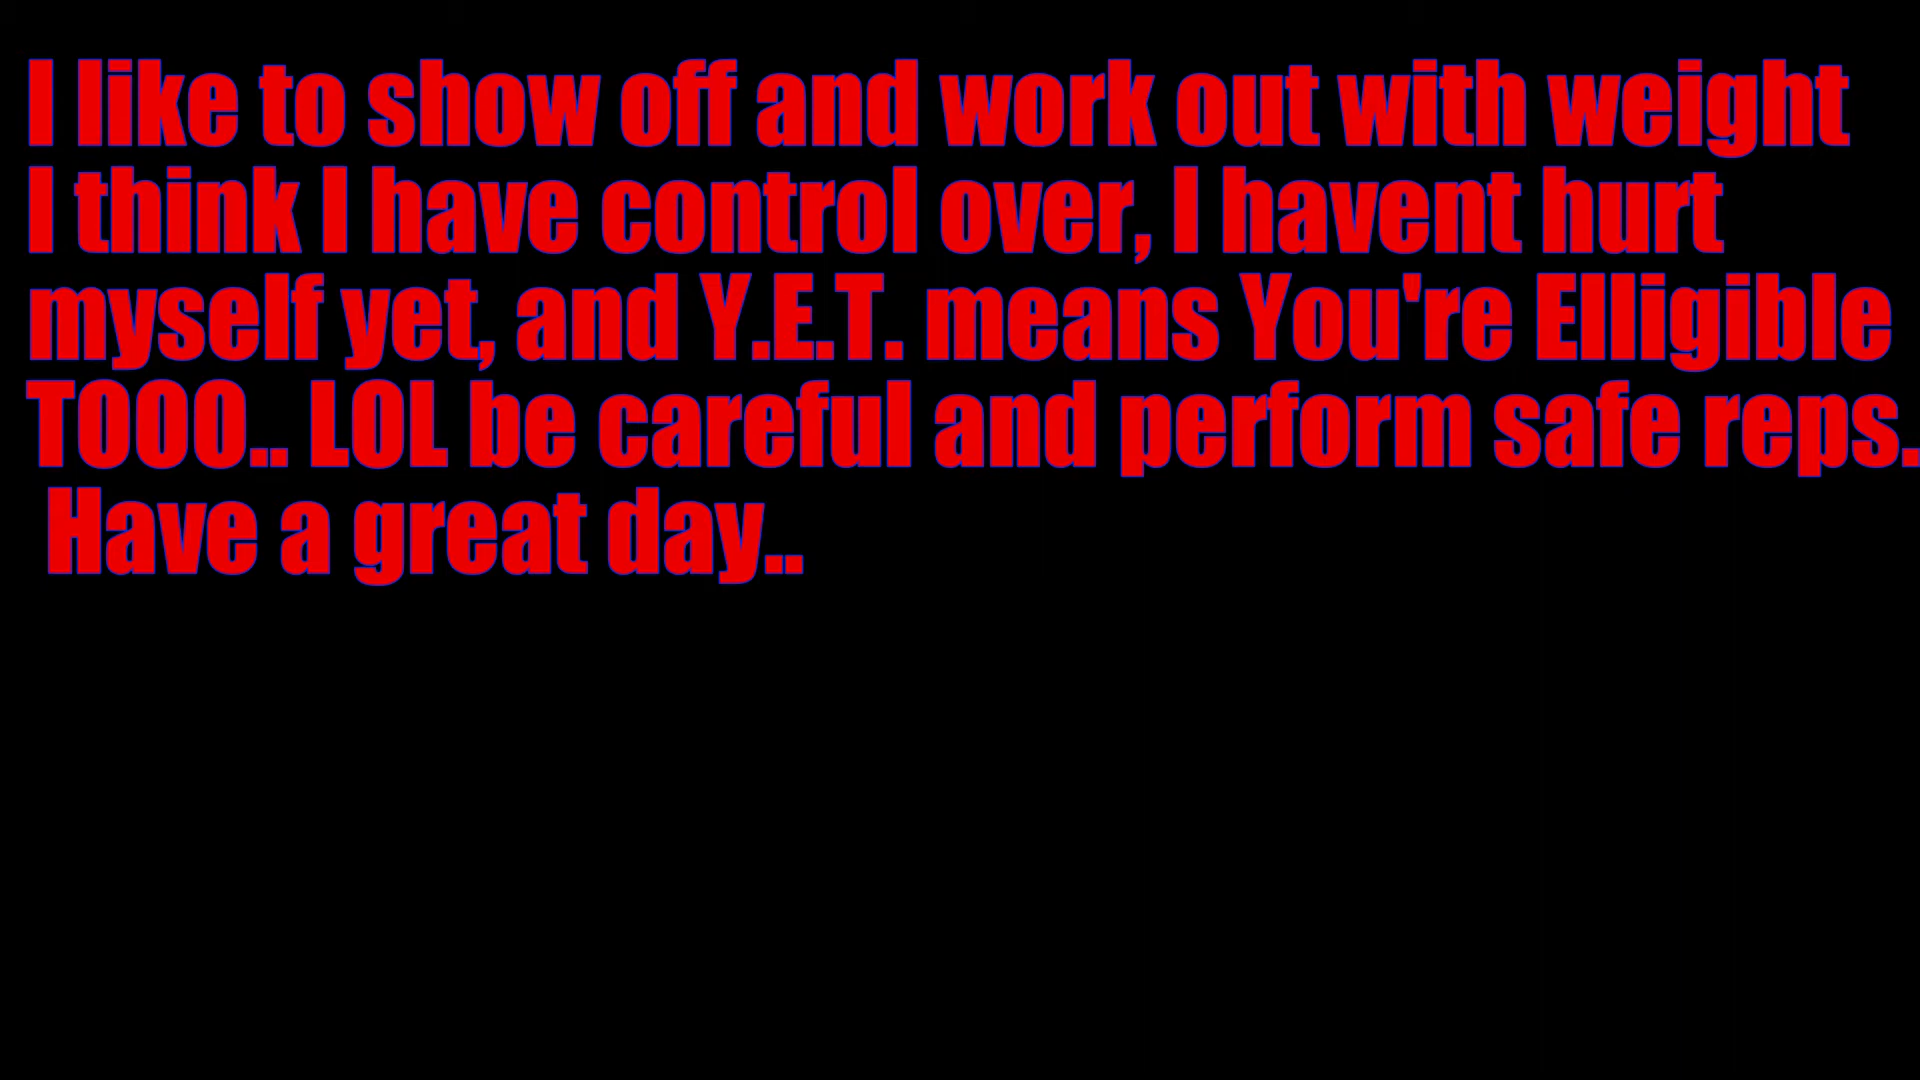 I like to show off and work out with weight
I think I have control over, I havent hurt
myself yet, and Y.E.T. means You're Elligible
TOOO.. LOL be careful and perform safe reps.
Have a great day..